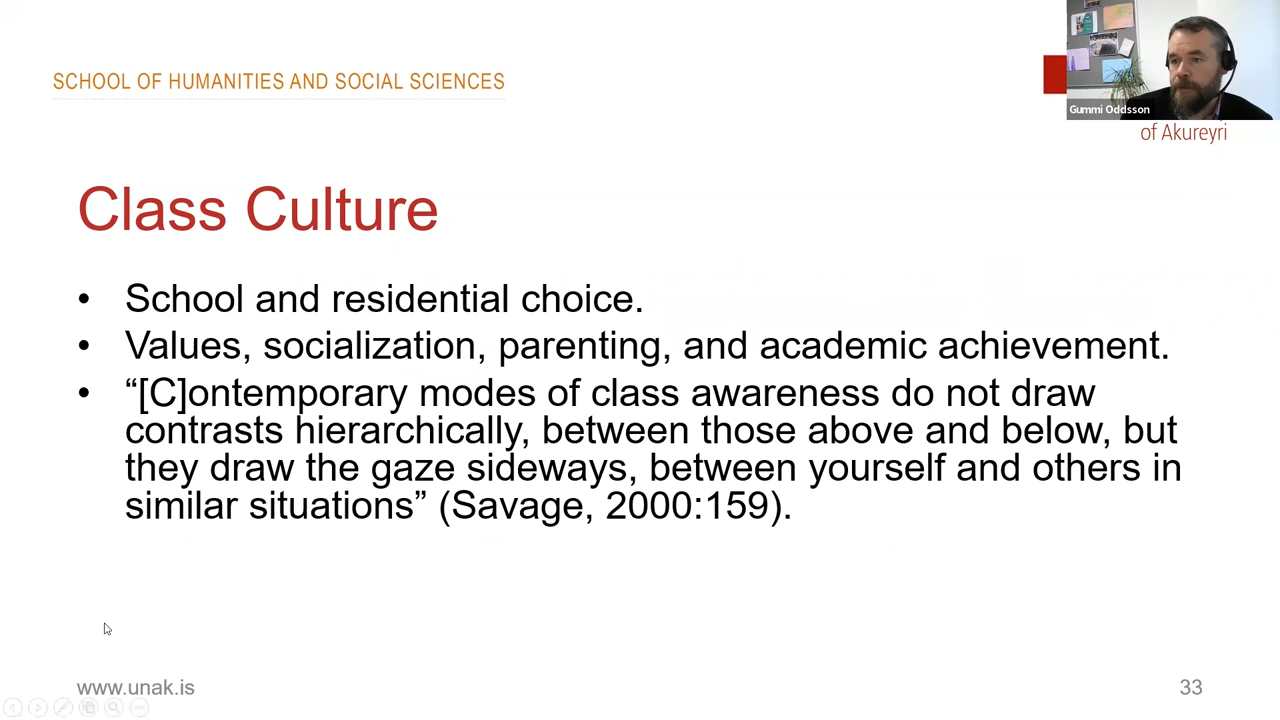 SCHOOL OF HUMANITIES AND SOCIAL SCIENCES
Gummi Oddsson
of Akureyri
Class Culture
• School and residential choice.
• Values, socialization, parenting, and academic achievement.
• “[C]ontemporary modes of class awareness do not draw
contrasts hierarchically, between those above and below, but
they draw the gaze sideways, between yourself and others in
similar situations” (Savage, 2000:159).
www.unak.is
33